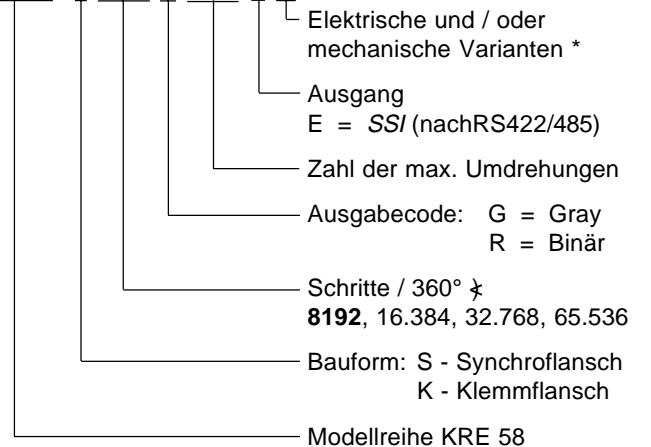 Elektrische und / oder
mechanische Varianten *
Ausgang
E = SSI (nachRS422/485)
Zahl der max. Umdrehungen
Ausgabecode: G = Gray
R = Binär
Schritte / 360° ∢
8192, 16.384, 32.768, 65.536
Bauform: S - Synchroflansch
K - Klemmflansch
Modellreihe KRE 58